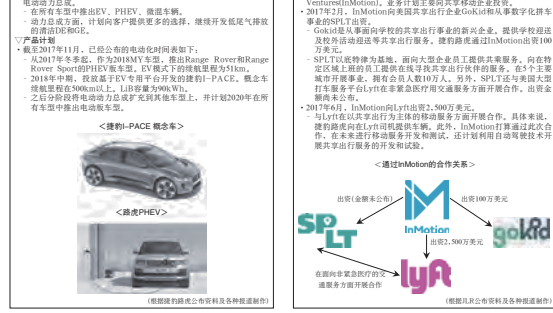 电动动力总成。
- 在所有车型中推出EV、PHEV、微混车型。
- 动力总成方面，计划向客户提供更多的选择，继续开发低尾气排放的清洁DE和GE。
▽产品计划
・截至2017年11月，已经公布的电动化时间表如下；
- 从2017年冬季起，作为2018MY车型，推出Range Rover和Range Rover Sport的PHEV版车型。EV模式下的续航里程为51km。
- 2018年中期，投放基于EV专用平台开发的捷豹I-PACE。概念车续航里程在500km以上。LiB容量为90kWh。
- 之后分阶段将电动动力总成扩充到其他车型上，并计划2020年在所有车型中推出电动版车型。
＜捷豹I-PACE 概念车＞
＜路虎PHEV＞
(根据捷豹路虎公布资料及各种报道制作)
Ventures(InMotion)。业务计划主要向共享移动企业投资。
・2017年2月，InMotion向美国共享出行企业GoKid和从事数字化拼车事业的SPLT出资。
- Gokid是从事面向学校的共享出行事业的新兴企业。提供学校迎送及校外活动迎送等共享出行服务。捷豹路虎通过InMotion出资100万美元。
- SPLT以底特律为基地，面向大型企业员工提供共乘服务。向在特定区域上班的员工提供在线寻找共享出行伙伴的服务，在5个主要城市开展事业，拥有会员人数10万人。另外，SPLT还与美国大型打车服务平台Lyft在非紧急医疗用交通服务方面开展合作。出资金额尚未公布。
・2017年6月，InMotion向Lyft出资2,500万美元。
- 与Lyft在以共享出行为主体的移动服务方面开展合作。具体来说，捷豹路虎向在Lyft司机提供车辆。此外，InMotion打算通过此次合作，在未来进行移动服务开发和测试，还计划利用自动驾驶技术开展共享出行服务的开发和试验。
＜通过InMotion的合作关系＞
出资(金额未公布)
出资100万美元
InMotion
SPLT
gokid
出资2,500万美元
lyft
在面向非紧急医疗的交通服务方面开展合作
(根据JLR公布资料及各种报道制作)